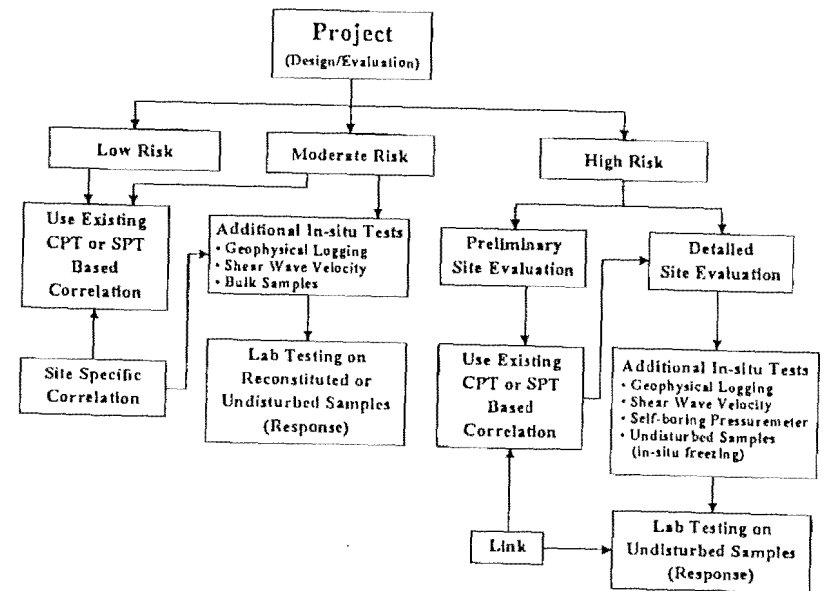 Project
(Design/Evaluation)
Low Risk
Moderate Risk
High Risk
Use Existing
CPT or SPT
Based
Correlation
Additional In-situ Tests
• Geophysical Logging
• Shear Wave Velocity
• Bulk Samples
Preliminary
Site Evaluation
Detailed
Site Evaluation
Site Specific
Correlation
Lab Testing on
Reconstituted or
Undisturbed Samples
(Response)
Use Existing
CPT or SPT
Based
Correlation
Additional In-situ Tests
• Geophysical Logging
• Shear Wave Velocity
• Self-boring Pressuremeter
• Undisturbed Samples
(in-situ freezing)
Link
Lab Testing on
Undisturbed Samples
(Response)